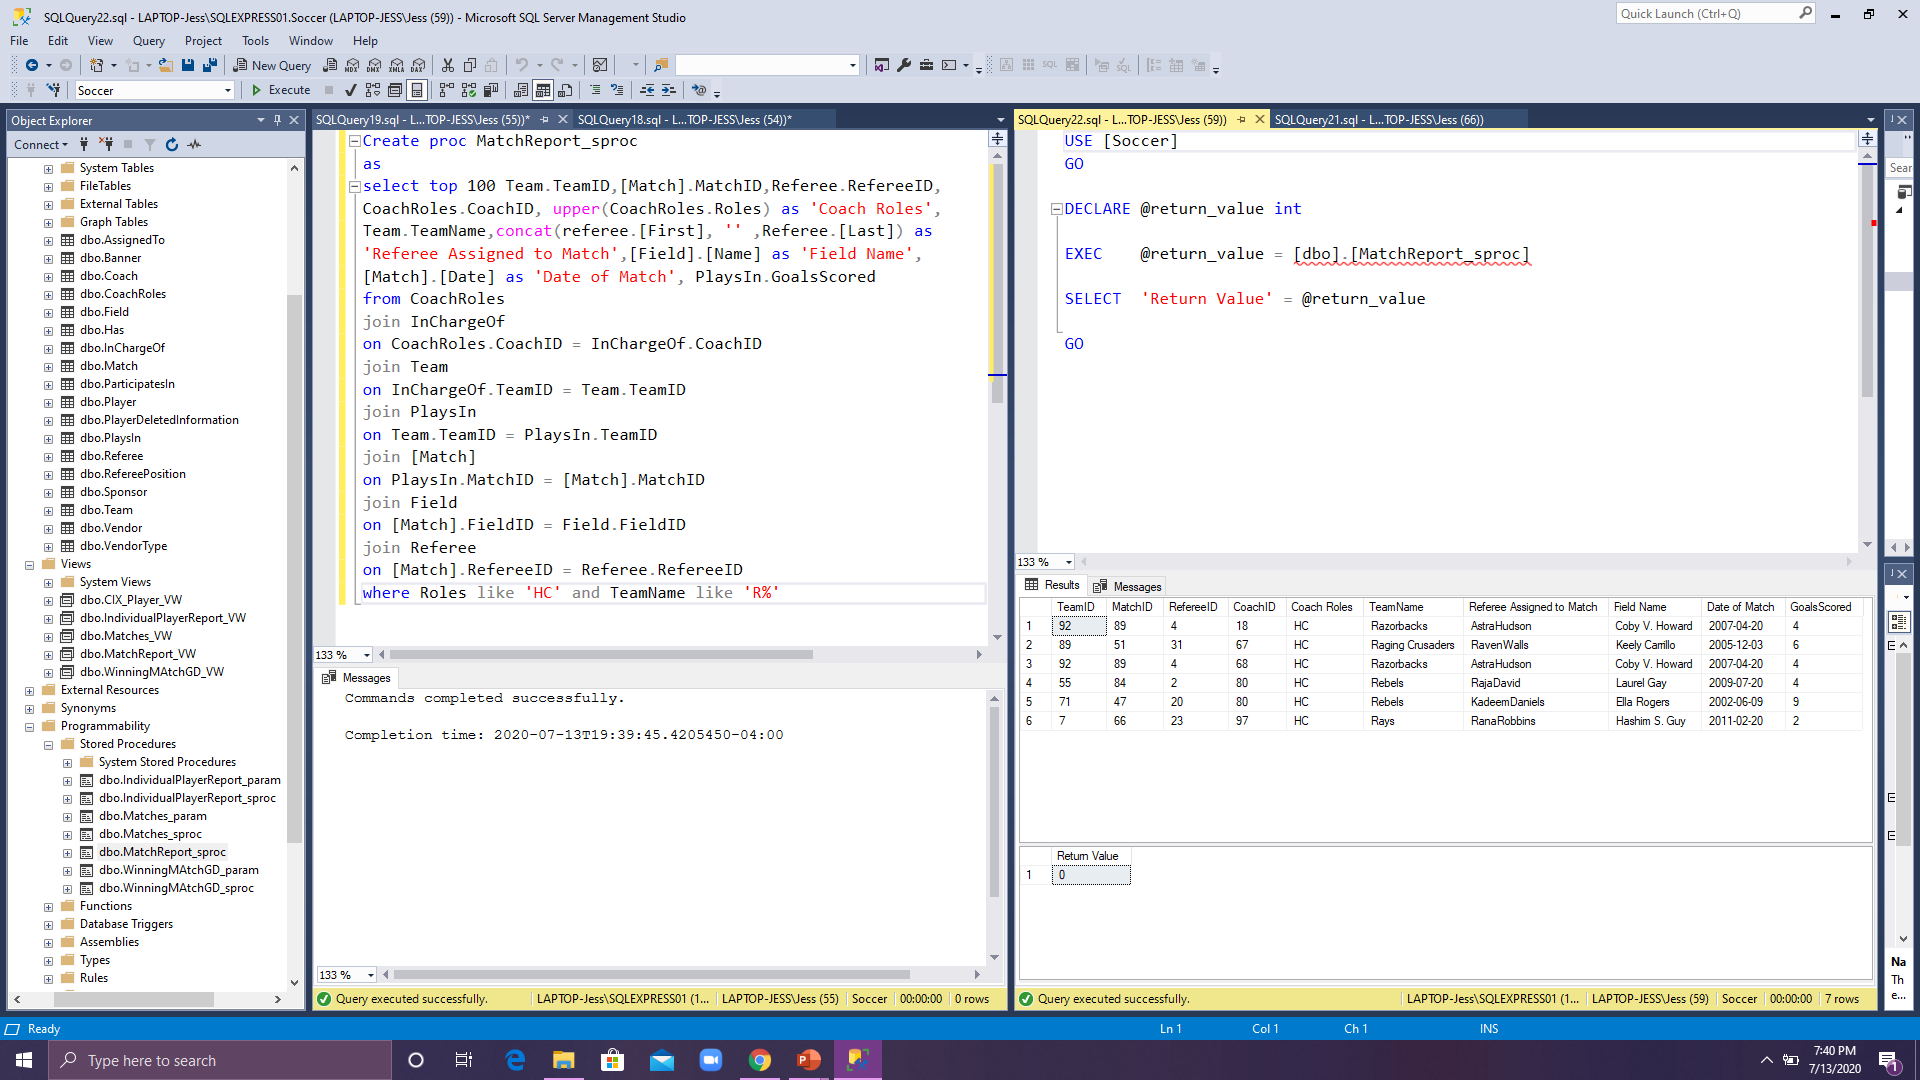 SQLQuery22.sql - LAPTOP-Jess\SQLEXPRESS01.Soccer (LAPTOP-JESS\Jess (59)) - Microsoft SQL Server Management Studio
Quick Launch (Ctrl+Q)
File Edit View Query Project Tools Window Help
New Query
MDX DMX XMLA DAX
Soccer Execute
Object Explorer
Connect
System Tables
FileTables
External Tables
Graph Tables
dbo.AssignedTo
dbo.Banner
dbo.Coach
dbo.CoachRoles
dbo.Field
dbo.Has
dbo.InChargeOf
dbo.Match
dbo.ParticipatesIn
dbo.Player
dbo.PlayerDeletedInformation
dbo.PlaysIn
dbo.Referee
dbo.RefereePosition
dbo.Sponsor
dbo.Team
dbo.Vendor
dbo.VendorType
Views
System Views
dbo.CIX_Player_VW
dbo.IndividualPlayerReport_VW
dbo.Matches_VW
dbo.MatchReport_VW
dbo.WinningMAtchGD_VW
External Resources
Synonyms
Programmability
Stored Procedures
System Stored Procedures
dbo.IndividualPlayerReport_param
dbo.IndividualPlayerReport_sproc
dbo.Matches_param
dbo.Matches_sproc
dbo.MatchReport_sproc
dbo.WinningMAtchGD_param
dbo.WinningMAtchGD_sproc
Functions
Database Triggers
Assemblies
Types
Rules
SQLQuery19.sql - L...TOP-JESS\Jess (55))* SQLQuery18.sql - L...TOP-JESS\Jess (54))*
Create proc MatchReport_sproc
as
select top 100 Team.TeamID,[Match].MatchID,Referee.RefereeID,
CoachRoles.CoachID, upper(CoachRoles.Roles) as 'Coach Roles',
Team.TeamName,concat(referee.[First], '' ,Referee.[Last]) as
'Referee Assigned to Match',[Field].[Name] as 'Field Name',
[Match].[Date] as 'Date of Match', PlaysIn.GoalsScored
from CoachRoles
join InChargeOf
on CoachRoles.CoachID = InChargeOf.CoachID
join Team
on InChargeOf.TeamID = Team.TeamID
join PlaysIn
on Team.TeamID = PlaysIn.TeamID
join [Match]
on PlaysIn.MatchID = [Match].MatchID
join Field
on [Match].FieldID = Field.FieldID
join Referee
on [Match].RefereeID = Referee.RefereeID
where Roles like 'HC' and TeamName like 'R%'
133 %
Messages
Commands completed successfully.
Completion time: 2020-07-13T19:39:45.4205450-04:00
133 %
Query executed successfully. LAPTOP-Jess\SQLEXPRESS01 (1... LAPTOP-Jess\Jess (55) Soccer 00:00:00 0 rows
SQLQuery22.sql - L...TOP-JESS\Jess (59)) SQLQuery21.sql - L...TOP-JESS\Jess (66))
USE [Soccer]
GO
DECLARE @return_value int
EXEC @return_value = [dbo].[MatchReport_sproc]
SELECT 'Return Value' = @return_value
GO
133 %
Results Messages
TeamID MatchID RefereeID CoachID Coach Roles TeamName Referee Assigned to Match Field Name Date of Match GoalsScored
1 92 89 4 18 HC Razorbacks AstraHudson Coby V. Howard 2007-04-20 4
2 89 51 31 67 HC Raging Crusaders RavenWalls Keely Carrillo 2005-12-03 6
3 92 89 4 68 HC Razorbacks AstraHudson Coby V. Howard 2007-04-20 4
4 55 84 2 80 HC Rebels RajaDavid Laurel Gay 2009-07-20 4
5 71 47 20 80 HC Rebels KadeemDaniels Ella Rogers 2002-06-09 9
6 7 66 23 97 HC Rays RanaRobbins Hashim S. Guy 2011-02-20 2
Return Value
1 0
Query executed successfully. LAPTOP-Jess\SQLEXPRESS01 (1... LAPTOP-Jess\Jess (59) Soccer 00:00:00 7 rows
Sear
Na
Th
e...
Ready Ln 1 Col 1 Ch 1 INS
Type here to search
7:40 PM
7/13/2020
1